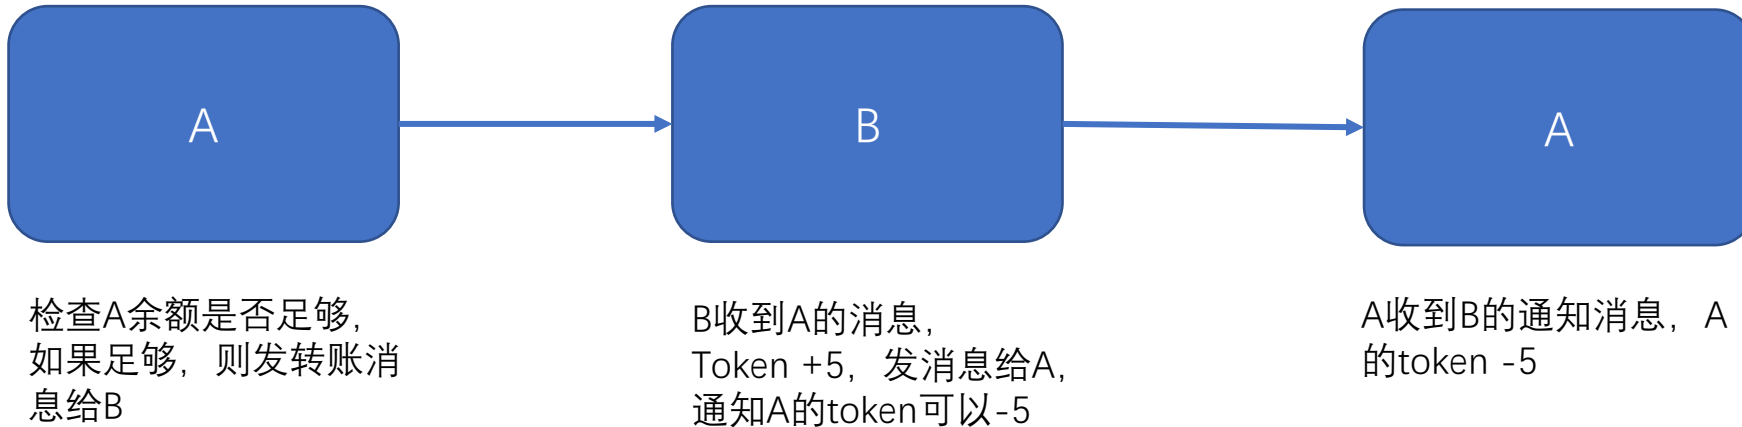 A
B
A
检查A余额是否足够，
如果足够，则发转账消
息给B
B收到A的消息，
Token +5，发消息给A，
通知A的token可以-5
A收到B的通知消息，A
的token -5